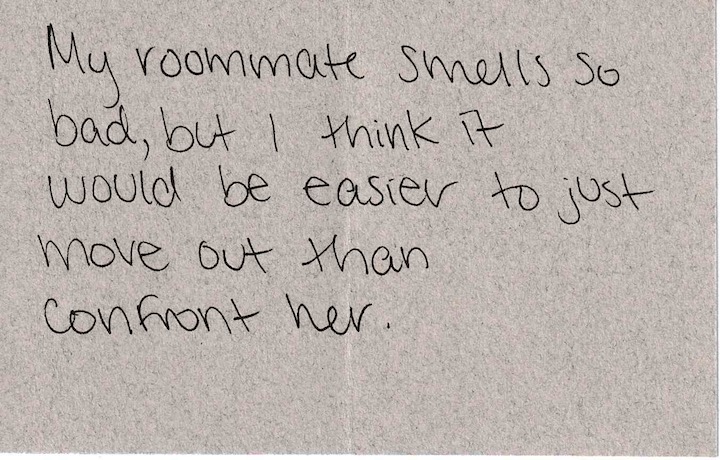 My roommate smells so
bad, but I think it
would be easier to just
move out than
confront her.